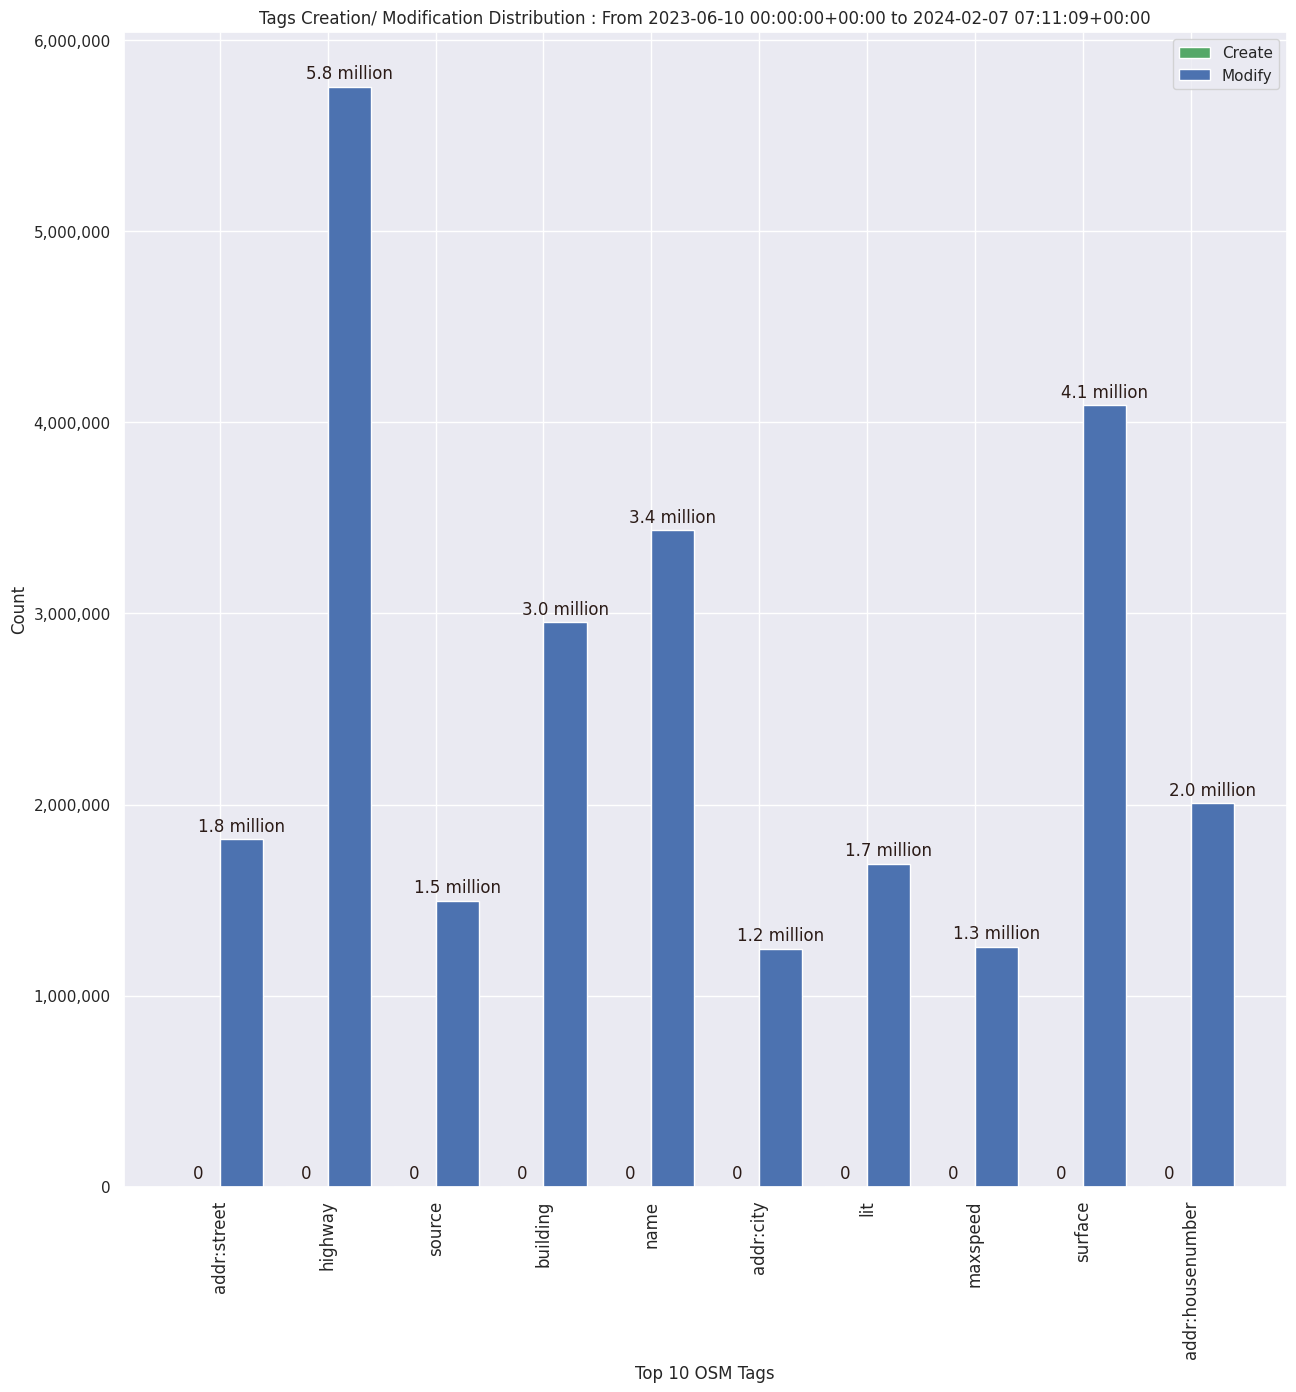 Tags Creation/ Modification Distribution : From 2023-06-10 00:00:00+00:00 to 2024-02-07 07:11:09+00:00
Create
Modify
Count
6,000,000
5,000,000
4,000,000
3,000,000
2,000,000
1,000,000
0
1.8 million
5.8 million
1.5 million
3.0 million
3.4 million
1.2 million
1.7 million
1.3 million
4.1 million
2.0 million
0
0
0
0
0
0
0
0
0
0
addr:street
highway
source
building
name
addr:city
lit
maxspeed
surface
addr:housenumber
Top 10 OSM Tags